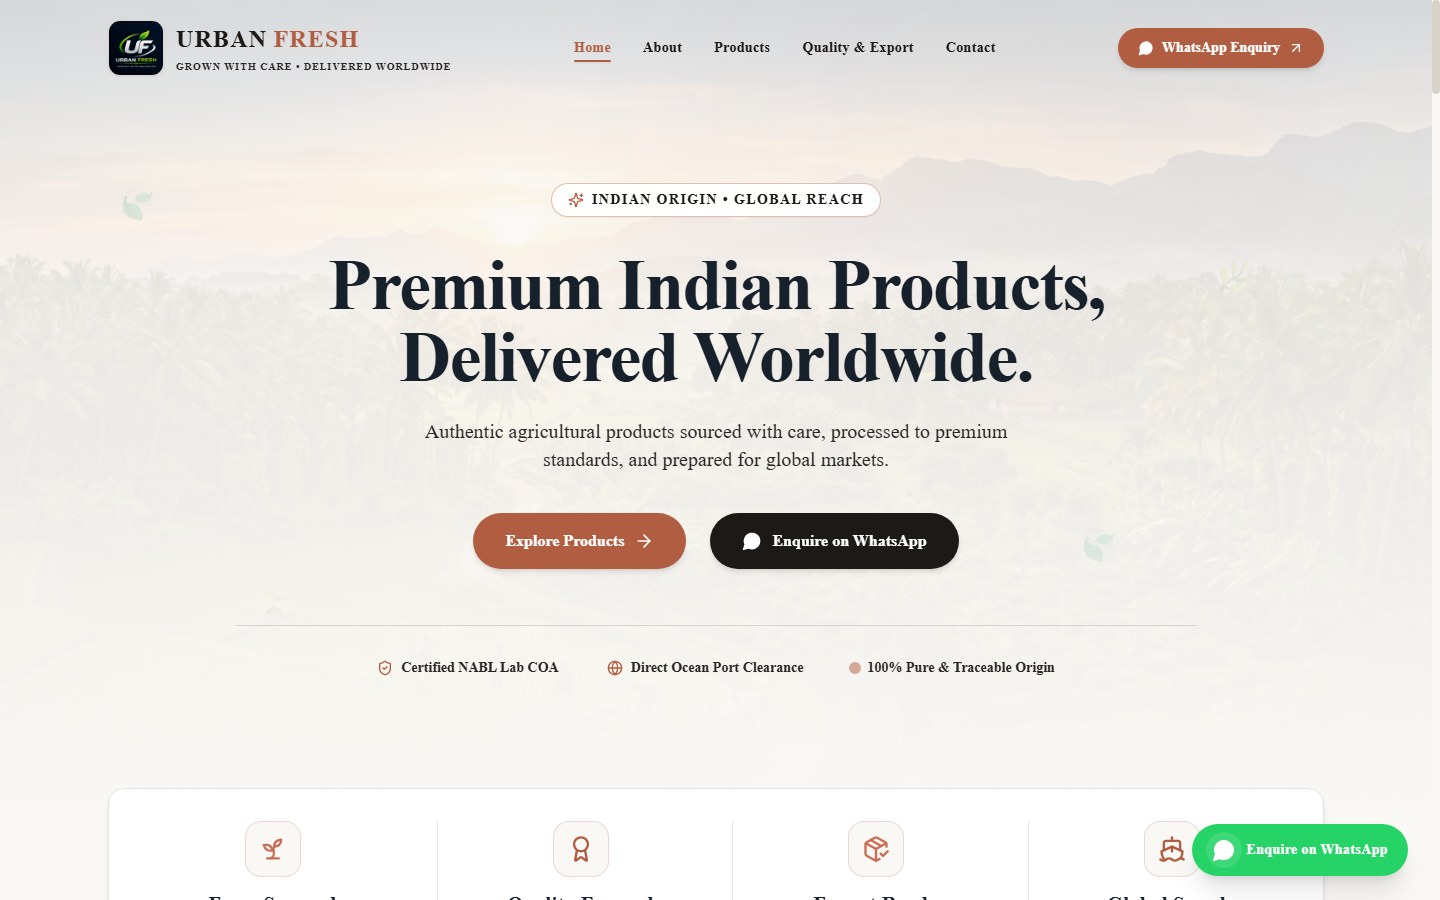 UF
URBAN FRESH
URBAN FRESH
GROWN WITH CARE • DELIVERED WORLDWIDE
Home
About
Products
Quality & Export
Contact
WhatsApp Enquiry
INDIAN ORIGIN • GLOBAL REACH
Premium Indian Products,
Delivered Worldwide.
Authentic agricultural products sourced with care, processed to premium
standards, and prepared for global markets.
Explore Products
Enquire on WhatsApp
Certified NABL Lab COA
Direct Ocean Port Clearance
100% Pure & Traceable Origin
Enquire on WhatsApp